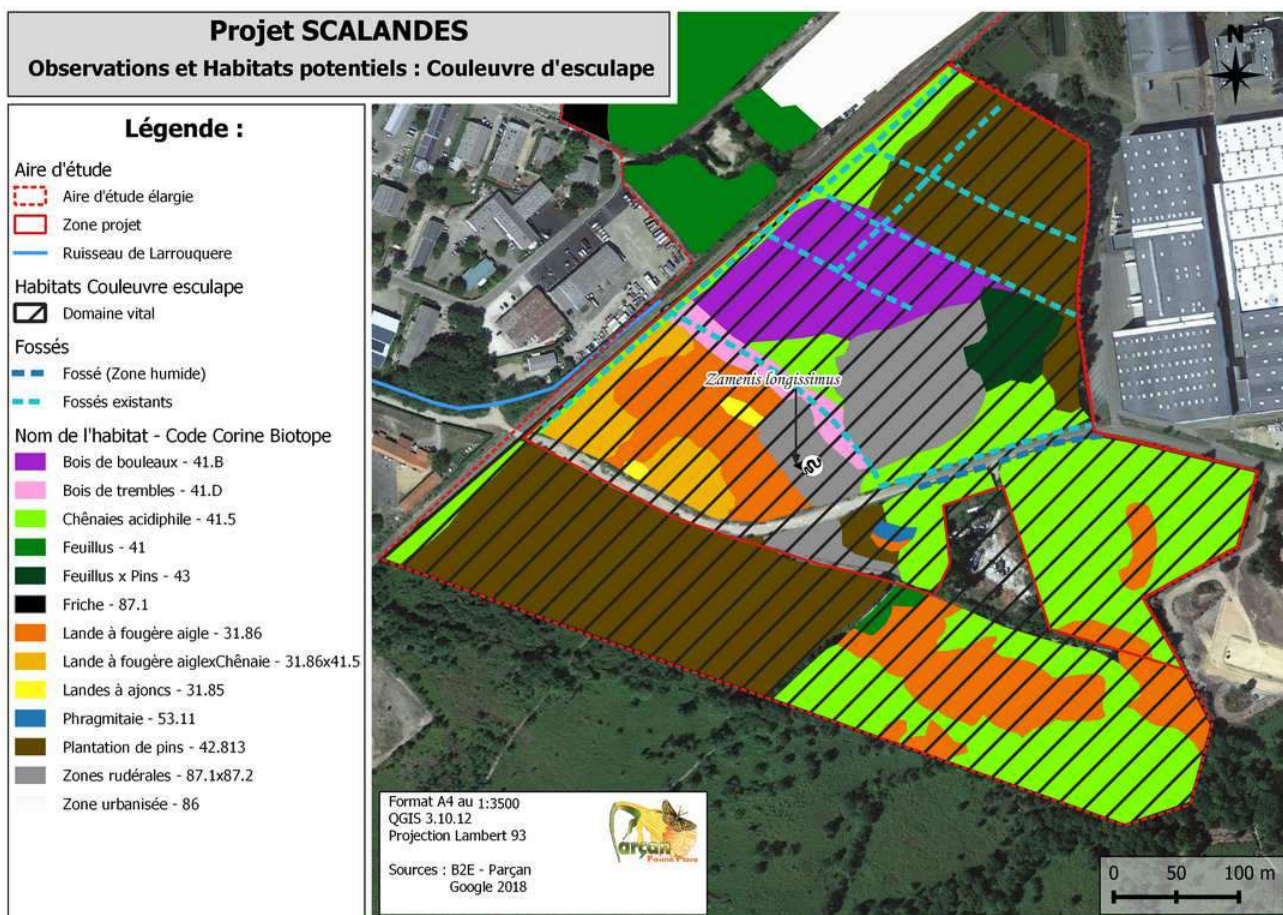 Projet SCALANDES
Observations et Habitats potentiels : Couleuvre d'esculape
Légende :
Aire d'étude
Aire d'étude élargie
Zone projet
Ruisseau de Larrouquere
Habitats Couleuvre esculape
Domaine vital
Fossés
Fossé (Zone humide)
Fossés existants
Nom de l'habitat - Code Corine Biotope
Bois de bouleaux - 41.B
Bois de trembles - 41.D
Chênaies acidiphile - 41.5
Feuillus - 41
Feuillus x Pins - 43
Friche - 87.1
Lande à fougère aigle - 31.86
Lande à fougère aiglexChênaie - 31.86x41.5
Landes à ajoncs - 31.85
Phragmitaie - 53.11
Plantation de pins - 42.813
Zones rudérales - 87.1x87.2
Zone urbanisée - 86
N
Zamenis longissimus
Format A4 au 1:3500
QGIS 3.10.12
Projection Lambert 93
Sources : B2E - Parçan
Google 2018
Parçan
Faune Flore
0 50 100 m